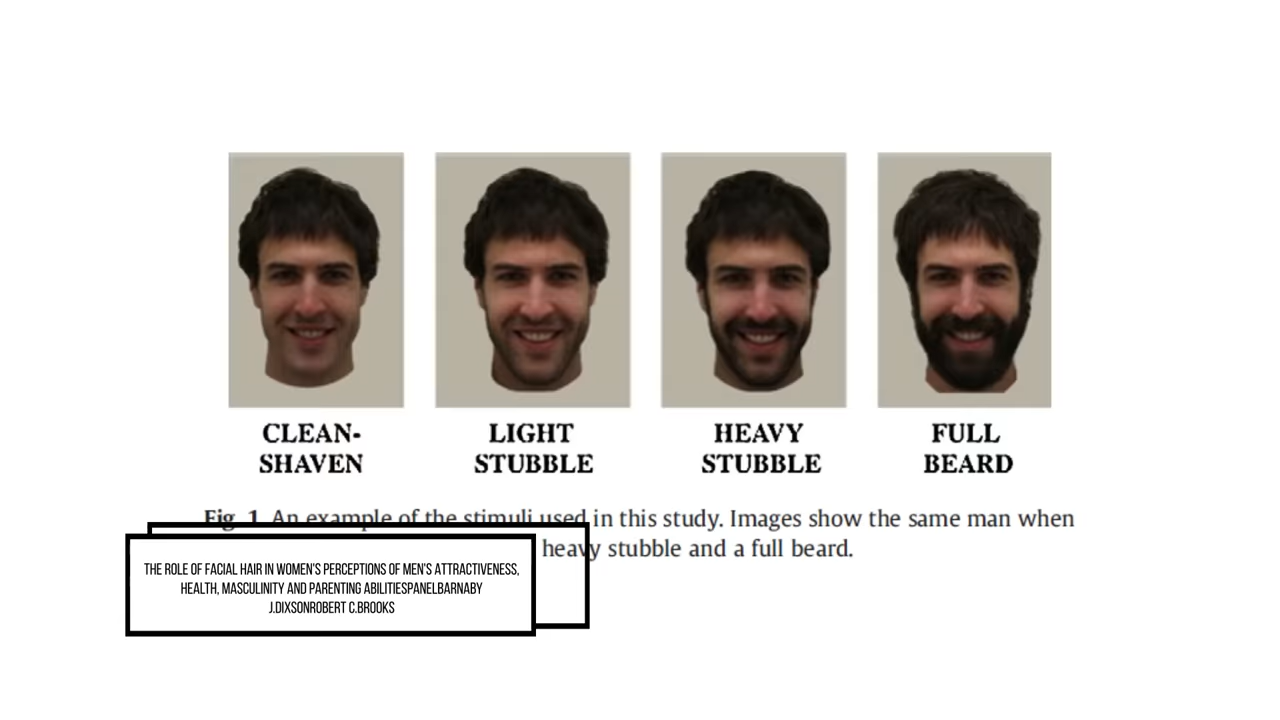 CLEAN-
SHAVEN
LIGHT
STUBBLE
HEAVY
STUBBLE
FULL
BEARD
Fig. 1. An example of the stimuli used in this study. Images show the same man when
heavy stubble and a full beard.
THE ROLE OF FACIAL HAIR IN WOMEN'S PERCEPTIONS OF MEN'S ATTRACTIVENESS,
HEALTH, MASCULINITY AND PARENTING ABILITIESPANELBARNABY
J.DIXSONROBERT C.BROOKS